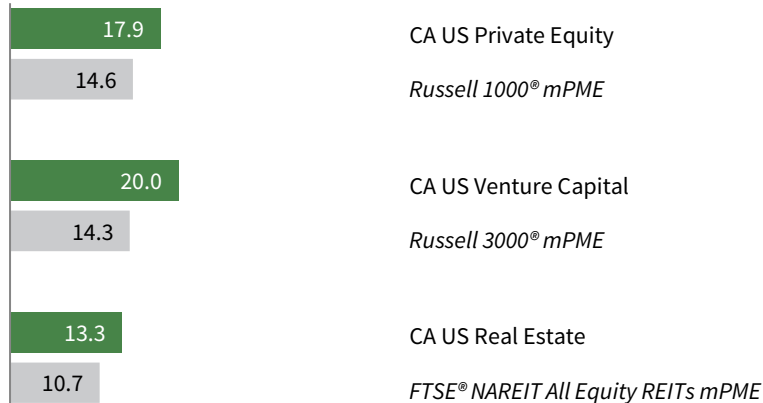 17.9 CA US Private Equity
14.6 Russell 1000® mPME
20.0 CA US Venture Capital
14.3 Russell 3000® mPME
13.3 CA US Real Estate
10.7 FTSE® NAREIT All Equity REITs mPME